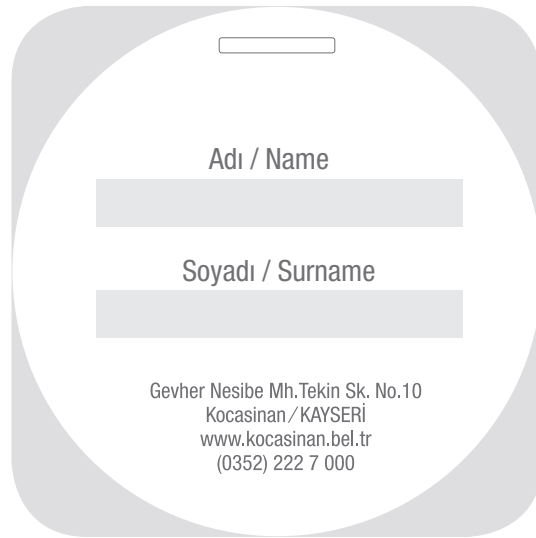 Adı / Name
Soyadı / Surname
Gevher Nesibe Mh.Tekin Sk. No.10
Kocasinan/KAYSERİ
www.kocasinan.bel.tr
(0352) 222 7 000